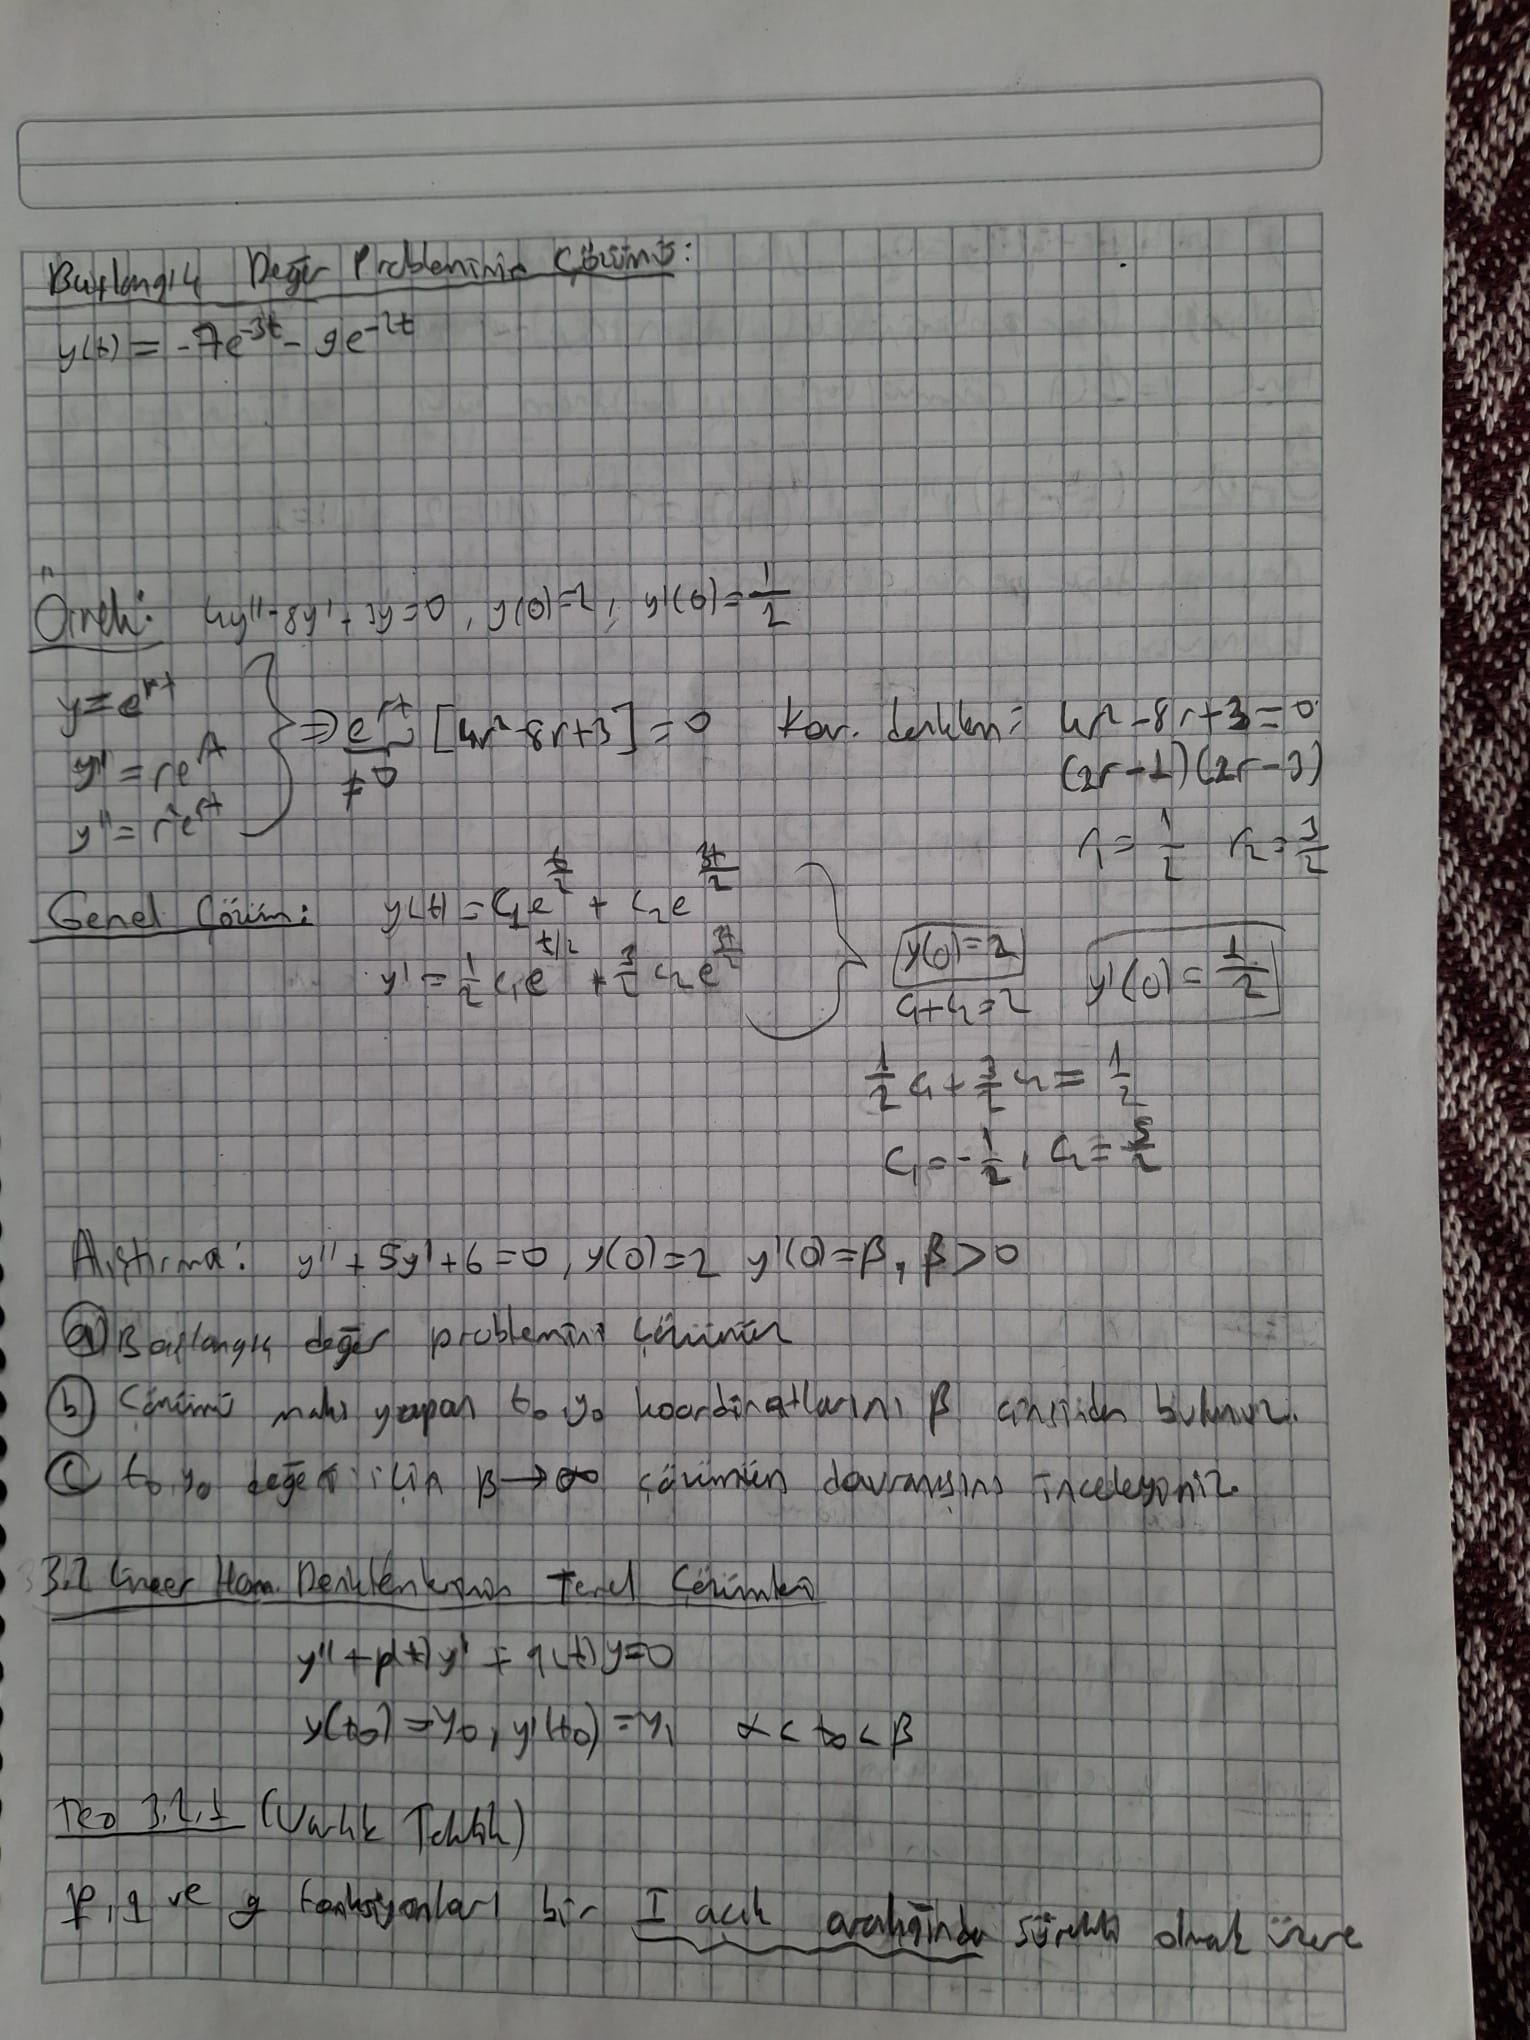 Başlangıç Değer Probleminin Çözümü:
y(t) = -7e^-3t - 9e^-2t
Örnek: 4y''-8y'+3y=0, y(0)=2, y'(0)=1/2
y=e^rt
y'=re^rt
y''=r²e^rt
⇒ e^rt [4r²-8r+3]=0
≠0
Kar. denklem: 4r²-8r+3=0
(2r-1)(2r-3)
r1=1/2 r2=3/2
Genel Çözüm: y(t)=c1e^t/2 + c2e^3t/2
y'=1/2 c1e^t/2 + 3/2 c2e^3t/2
y(0)=2 y'(0)=1/2
c1+c2=2
1/2 c1+3/2 c2=1/2
c1=-1/2, c2=5/2
Alıştırma: y''+5y'+6=0, y(0)=2 y'(0)=β, β>0
a) Başlangıç değer problemini çözünüz
b) Çözümü maks yapan t0,y0 koordinatlarını β cinsinden bulunuz.
c) t0,y0 değeri için β→∞ çözümün davranışını inceleyiniz.
3.2 Lineer Hom. Denklemlerinin Temel Çözümleri
y''+p(t)y'+q(t)y=0
y(t0)=y0, y'(t0)=y1 α<t0<β
Teo 3.2.1 (Varlık Teklik)
p,q ve g fonksiyonları bir I açık aralığında sürekli olmak üzere